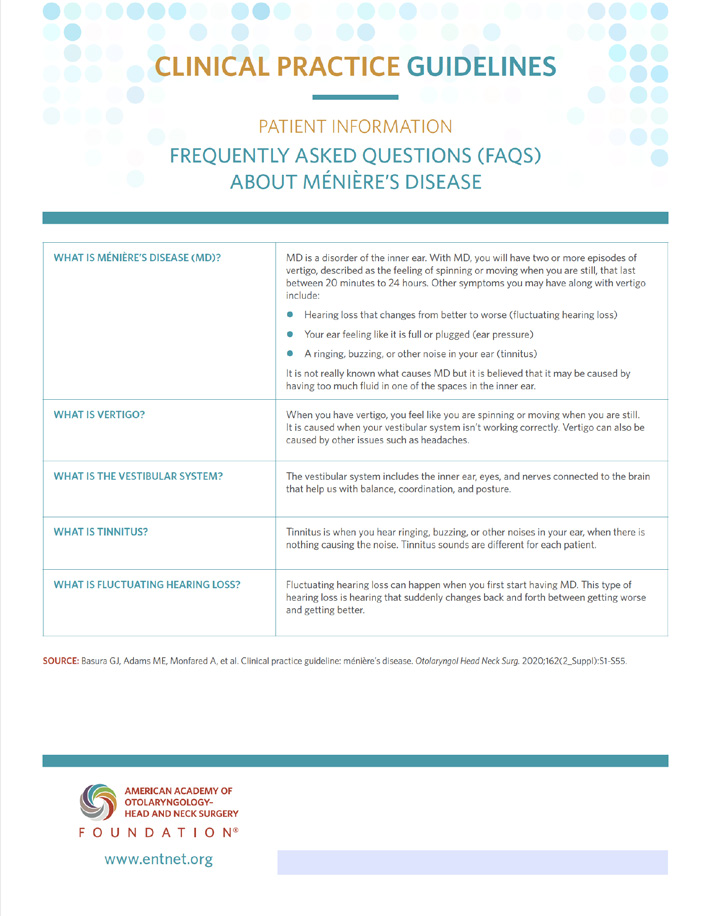 CLINICAL PRACTICE GUIDELINES
PATIENT INFORMATION
FREQUENTLY ASKED QUESTIONS (FAQS)
ABOUT MÉNIÈRE'S DISEASE
WHAT IS MÉNIÈRE'S DISEASE (MD)?
MD is a disorder of the inner ear. With MD, you will have two or more episodes of
vertigo, described as the feeling of spinning or moving when you are still, that last
between 20 minutes to 24 hours. Other symptoms you may have along with vertigo
include:
● Hearing loss that changes from better to worse (fluctuating hearing loss)
● Your ear feeling like it is full or plugged (ear pressure)
● A ringing, buzzing, or other noise in your ear (tinnitus)
It is not really known what causes MD but it is believed that it may be caused by
having too much fluid in one of the spaces in the inner ear.
WHAT IS VERTIGO?
When you have vertigo, you feel like you are spinning or moving when you are still.
It is caused when your vestibular system isn't working correctly. Vertigo can also be
caused by other issues such as headaches.
WHAT IS THE VESTIBULAR SYSTEM?
The vestibular system includes the inner ear, eyes, and nerves connected to the brain
that help us with balance, coordination, and posture.
WHAT IS TINNITUS?
Tinnitus is when you hear ringing, buzzing, or other noises in your ear, when there is
nothing causing the noise. Tinnitus sounds are different for each patient.
WHAT IS FLUCTUATING HEARING LOSS?
Fluctuating hearing loss can happen when you first start having MD. This type of
hearing loss is hearing that suddenly changes back and forth between getting worse
and getting better.
SOURCE: Basura GJ, Adams ME, Monfared A, et al. Clinical practice guideline: ménière's disease. Otolaryngol Head Neck Surg. 2020;162(2_Suppl):S1-S55.
AMERICAN ACADEMY OF
OTOLARYNGOLOGY–
HEAD AND NECK SURGERY
FOUNDATION®
www.entnet.org